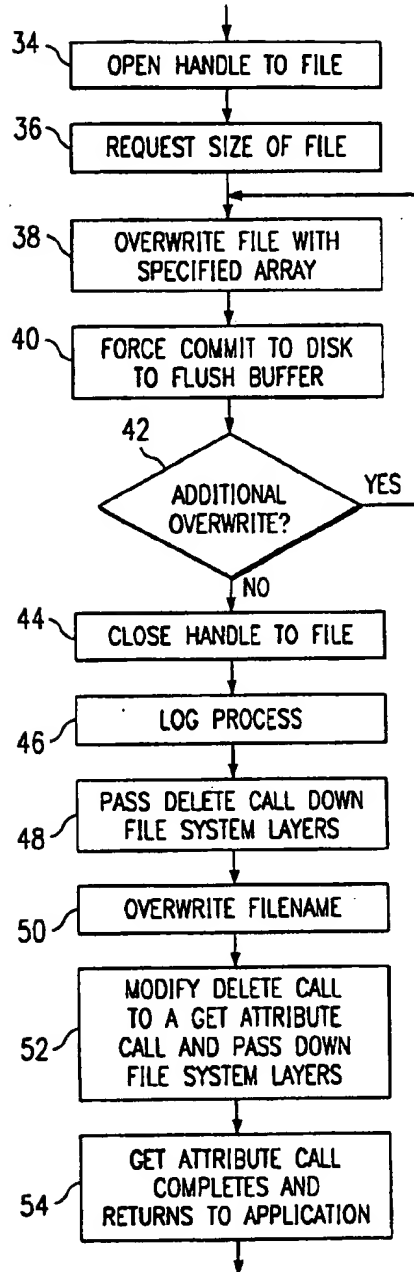 34
OPEN HANDLE TO FILE
36
REQUEST SIZE OF FILE
38
OVERWRITE FILE WITH
SPECIFIED ARRAY
40
FORCE COMMIT TO DISK
TO FLUSH BUFFER
42
ADDITIONAL
OVERWRITE?
YES
NO
44
CLOSE HANDLE TO FILE
46
LOG PROCESS
48
PASS DELETE CALL DOWN
FILE SYSTEM LAYERS
50
OVERWRITE FILENAME
52
MODIFY DELETE CALL
TO A GET ATTRIBUTE
CALL AND PASS DOWN
FILE SYSTEM LAYERS
54
GET ATTRIBUTE CALL
COMPLETES AND
RETURNS TO APPLICATION